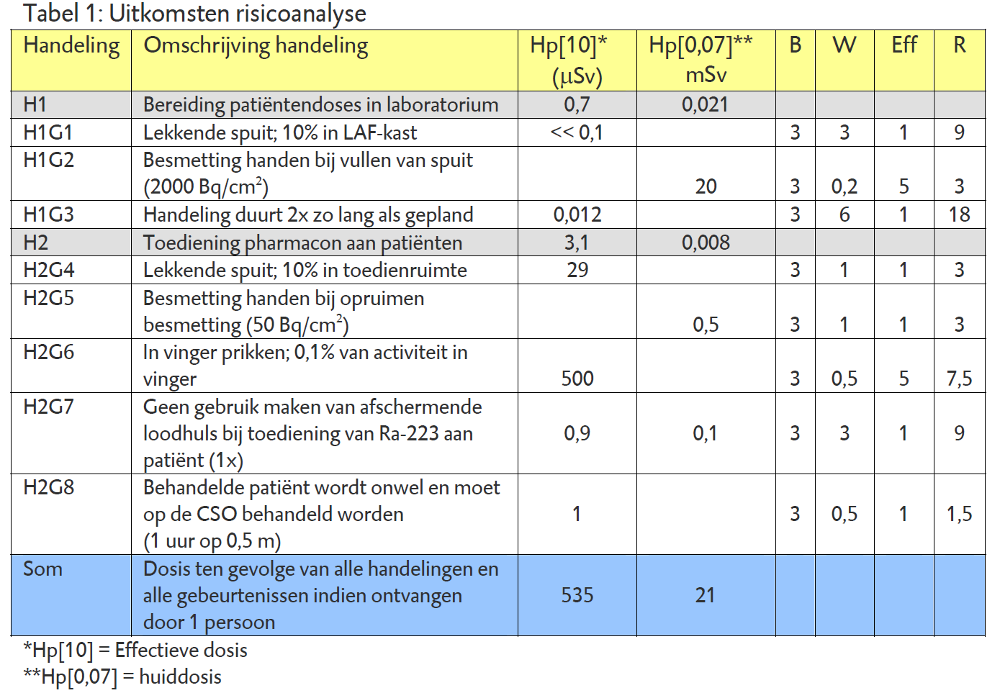 Tabel 1: Uitkomsten risicoanalyse
Handeling Omschrijving handeling Hp[10]* Hp[0,07]** B W Eff R
(µSv) mSv
H1 Bereiding patiëntendoses in laboratorium 0,7 0,021
H1G1 Lekkende spuit; 10% in LAF-kast << 0,1 3 3 1 9
H1G2 Besmetting handen bij vullen van spuit
(2000 Bq/cm²) 20 3 0,2 5 3
H1G3 Handeling duurt 2x zo lang als gepland 0,012 3 6 1 18
H2 Toediening pharmacon aan patiënten 3,1 0,008
H2G4 Lekkende spuit; 10% in toedienruimte 29 3 1 1 3
H2G5 Besmetting handen bij opruimen
besmetting (50 Bq/cm²) 0,5 3 1 1 3
H2G6 In vinger prikken; 0,1% van activiteit in
vinger 500 3 0,5 5 7,5
H2G7 Geen gebruik maken van afschermende
loodhuls bij toediening van Ra-223 aan 0,9 0,1 3 3 1 9
patiënt (1x)
H2G8 Behandelde patiënt wordt onwel en moet
op de CSO behandeld worden 1 3 0,5 1 1,5
(1 uur op 0,5 m)
Som Dosis ten gevolge van alle handelingen en
alle gebeurtenissen indien ontvangen 535 21
door 1 persoon
*Hp[10] = Effectieve dosis
**Hp[0,07] = huiddosis